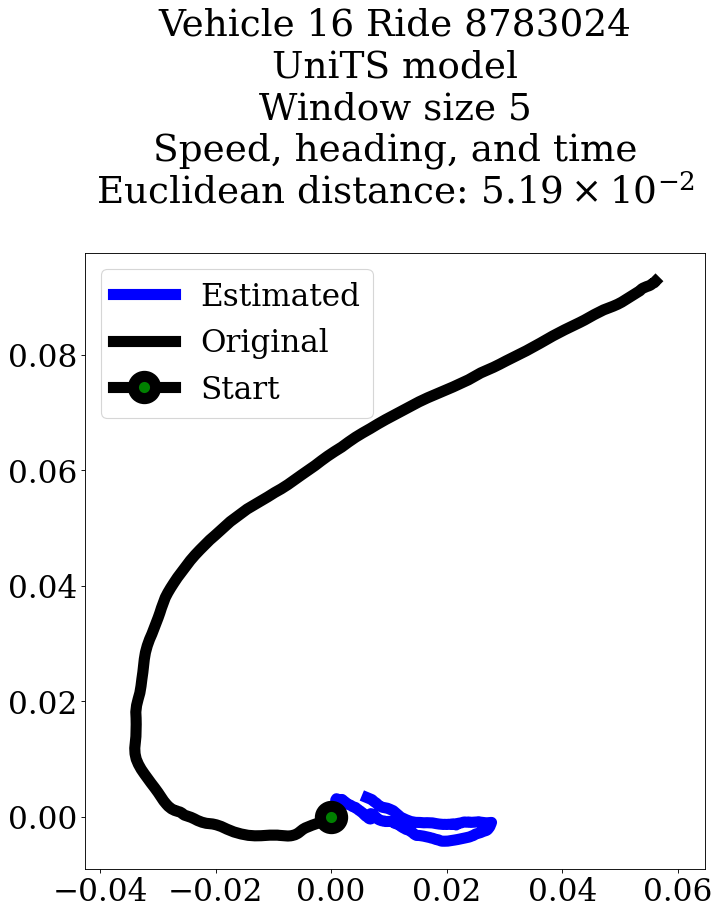 Vehicle 16 Ride 8783024
UniTS model
Window size 5
Speed, heading, and time
Euclidean distance: 5.19 × 10⁻²
Estimated
Original
Start
0.08
0.06
0.04
0.02
0.00
−0.04 −0.02 0.00 0.02 0.04 0.06